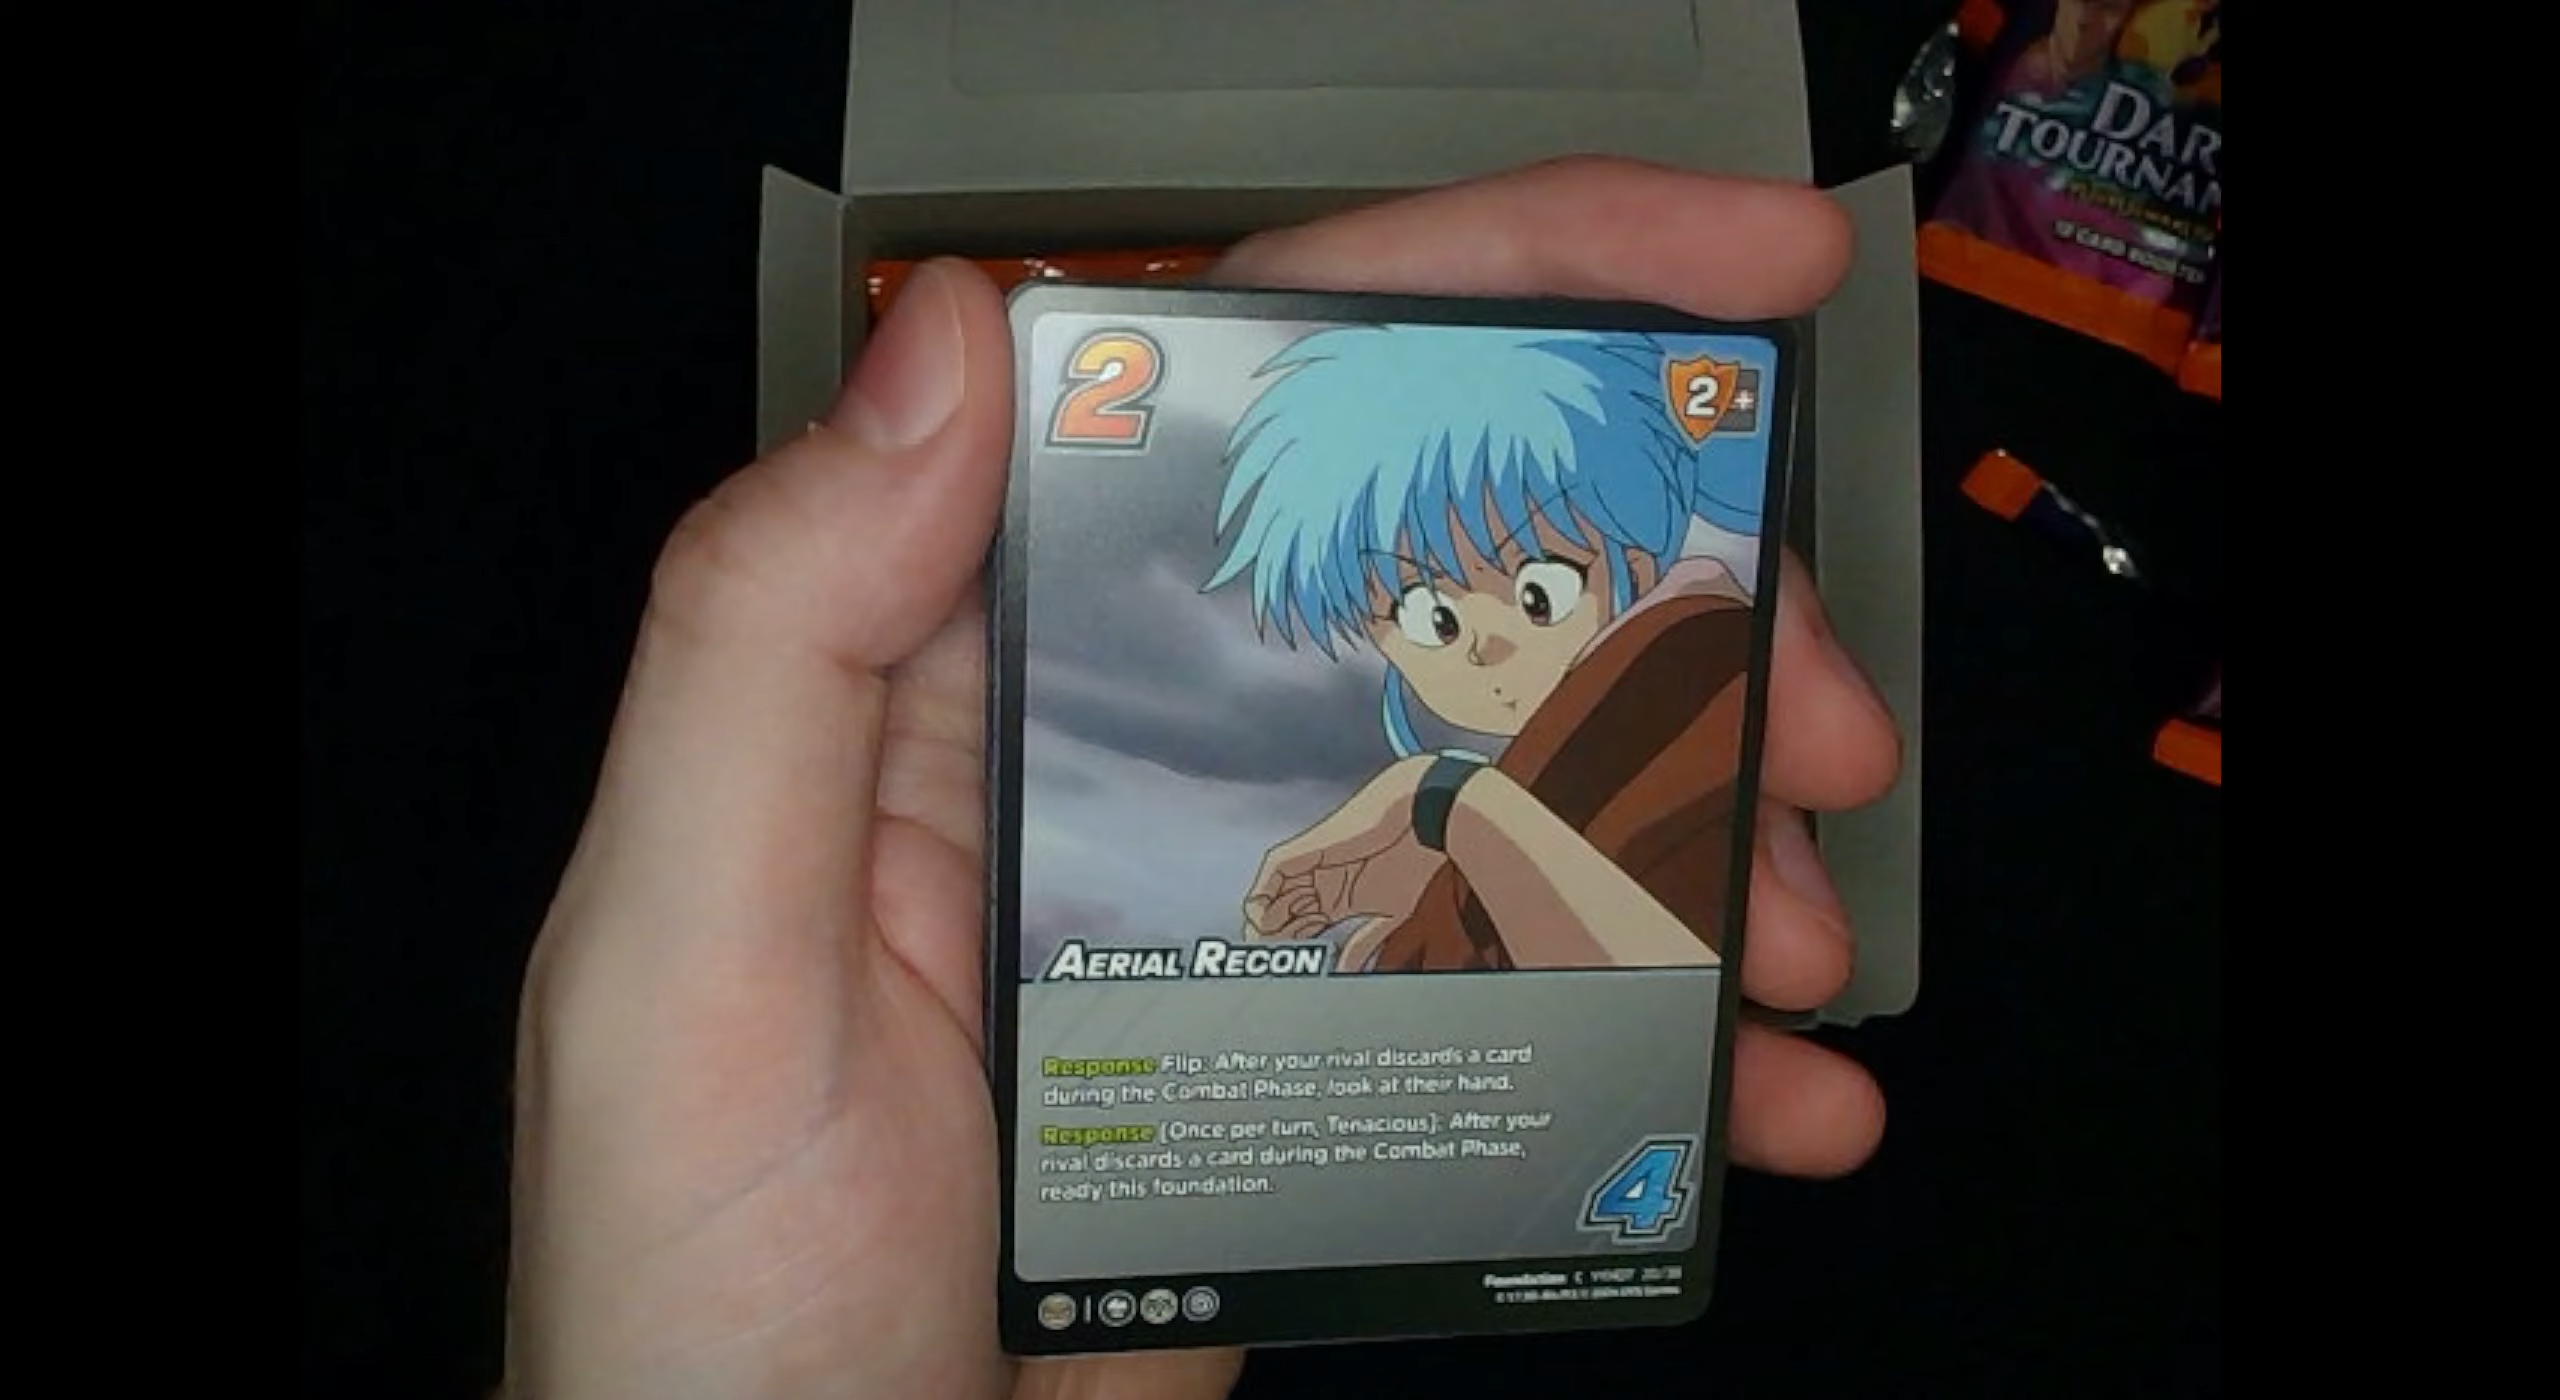 DAR
TOURNAM
2
2 +
AERIAL RECON
Response Flip: After your rival discards a card
during the Combat Phase, look at their hand.
Response [Once per turn, Tenacious]: After your
rival discards a card during the Combat Phase,
ready this foundation.
4
Foundation C